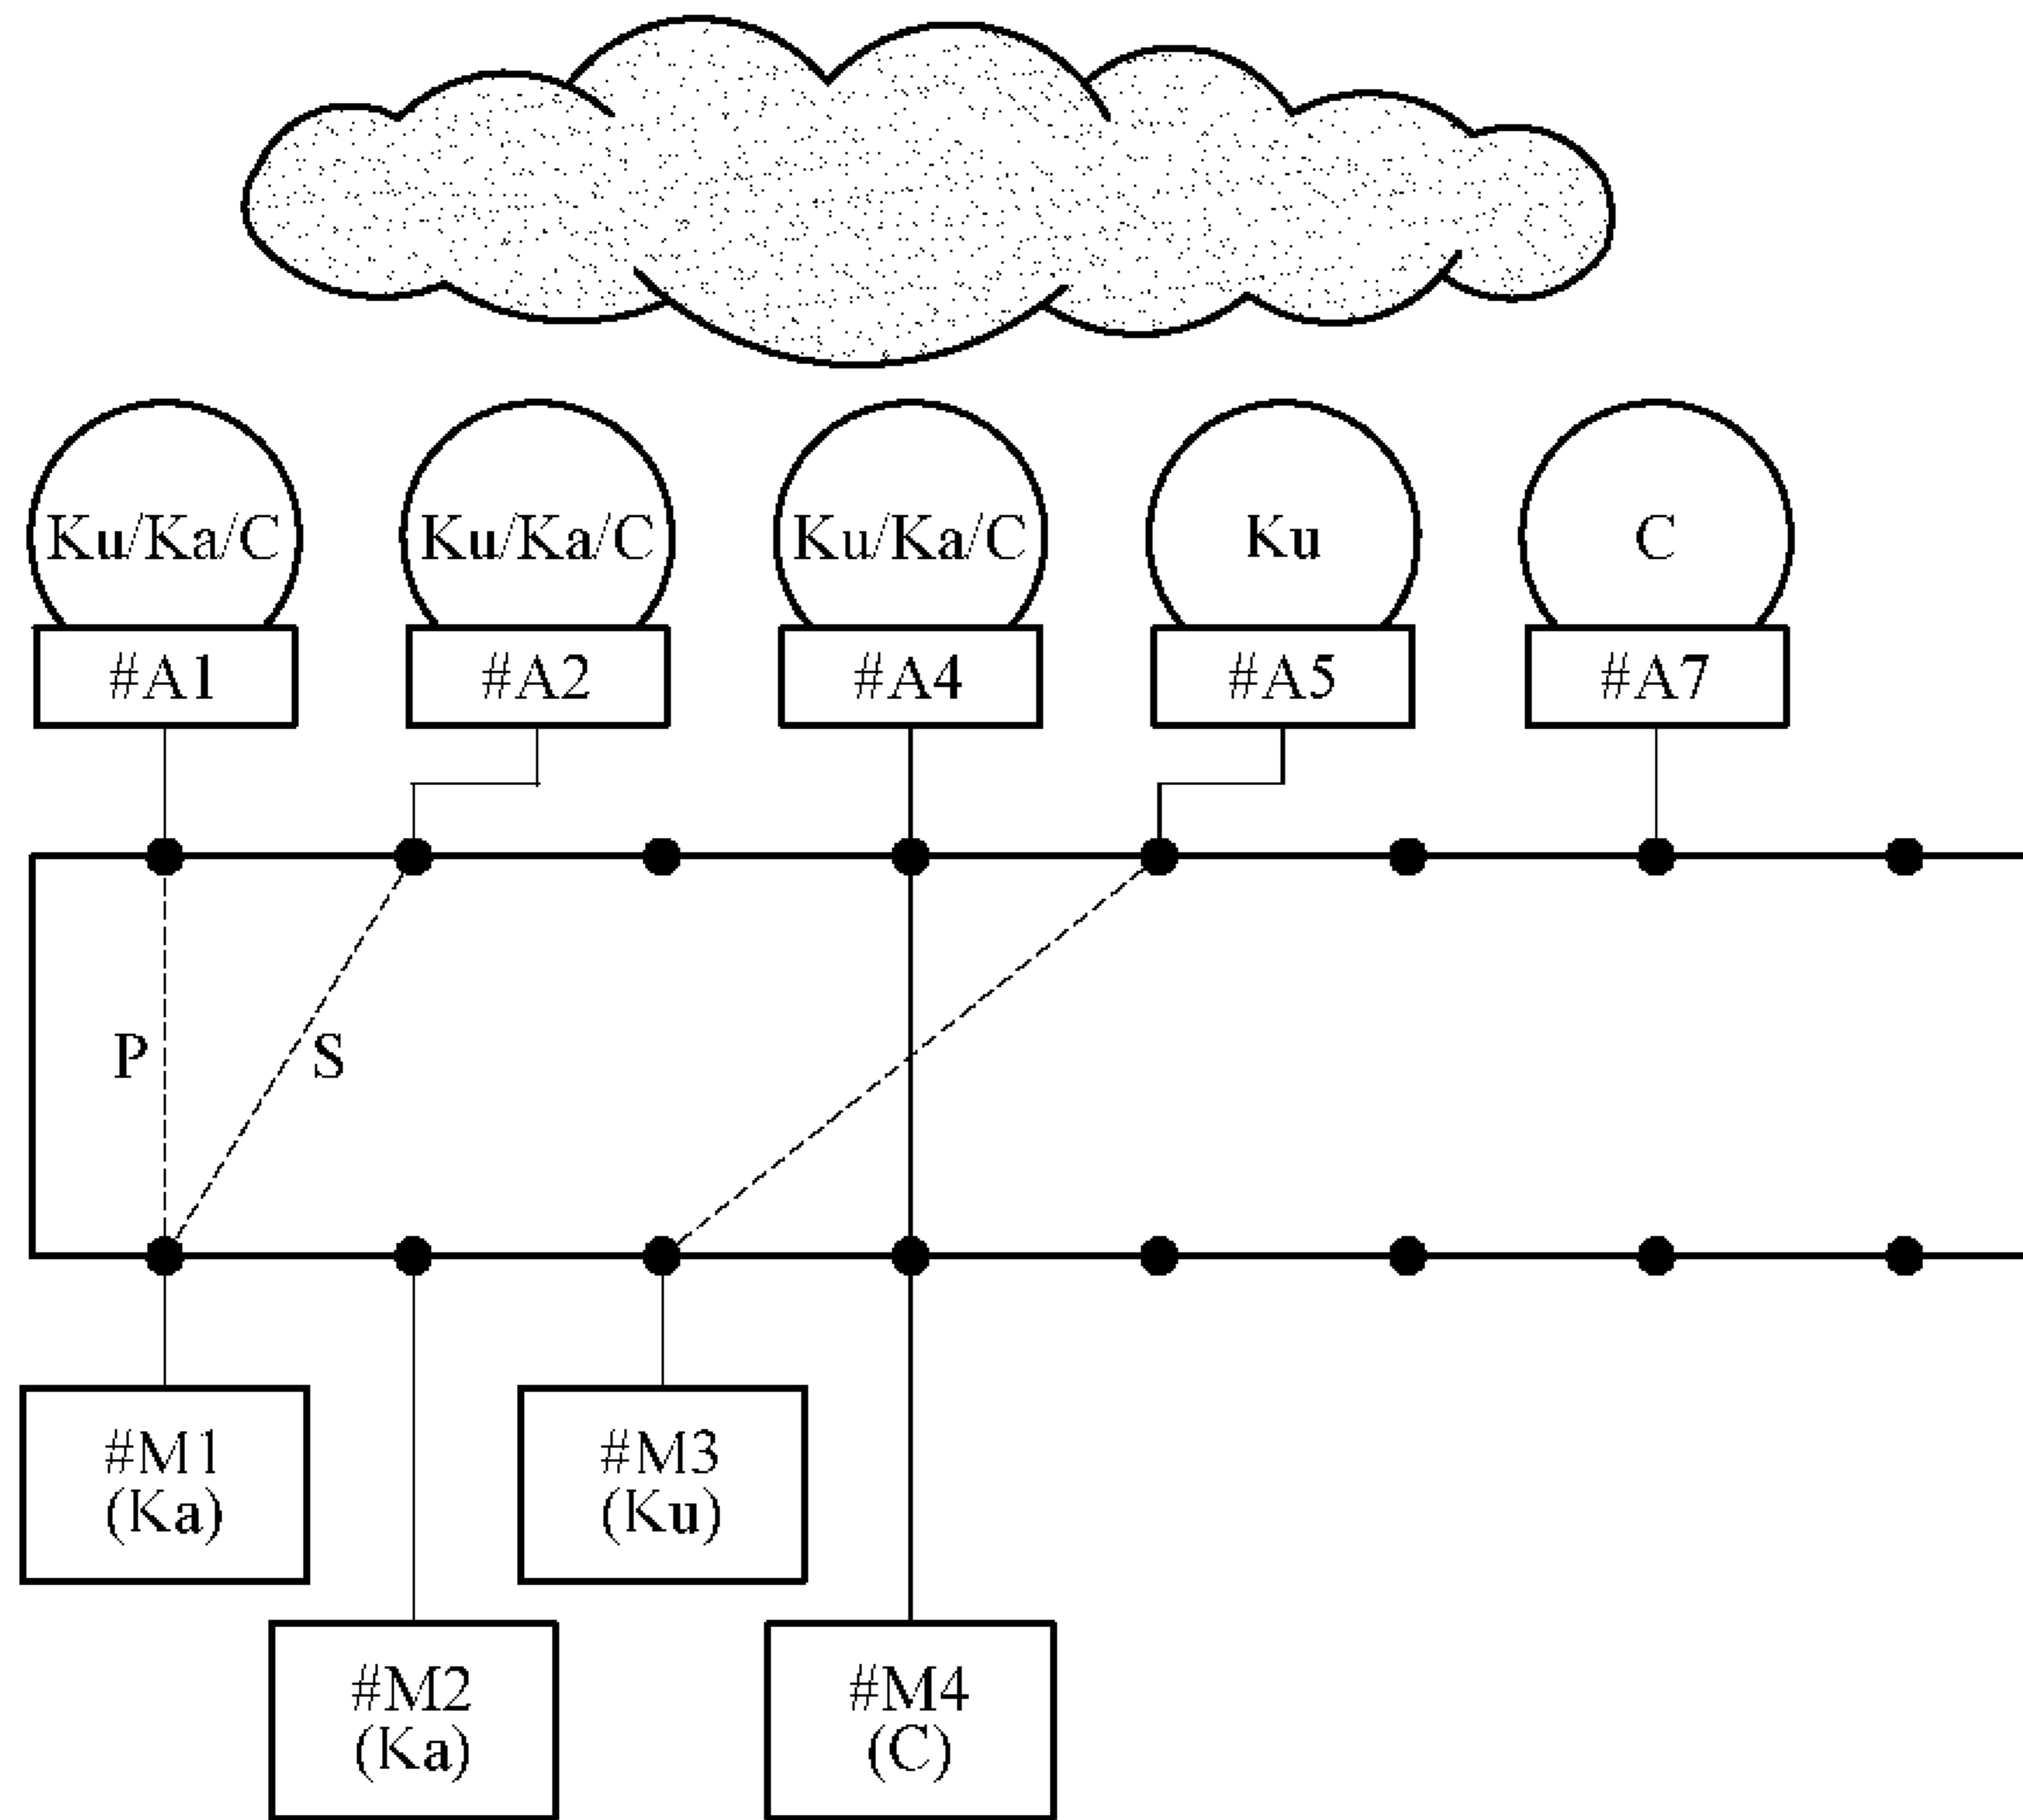 Ku/Ka/C
Ku/Ka/C
Ku/Ka/C
Ku
C
#A1
#A2
#A4
#A5
#A7
P
S
#M1
(Ka)
#M3
(Ku)
#M2
(Ka)
#M4
(C)